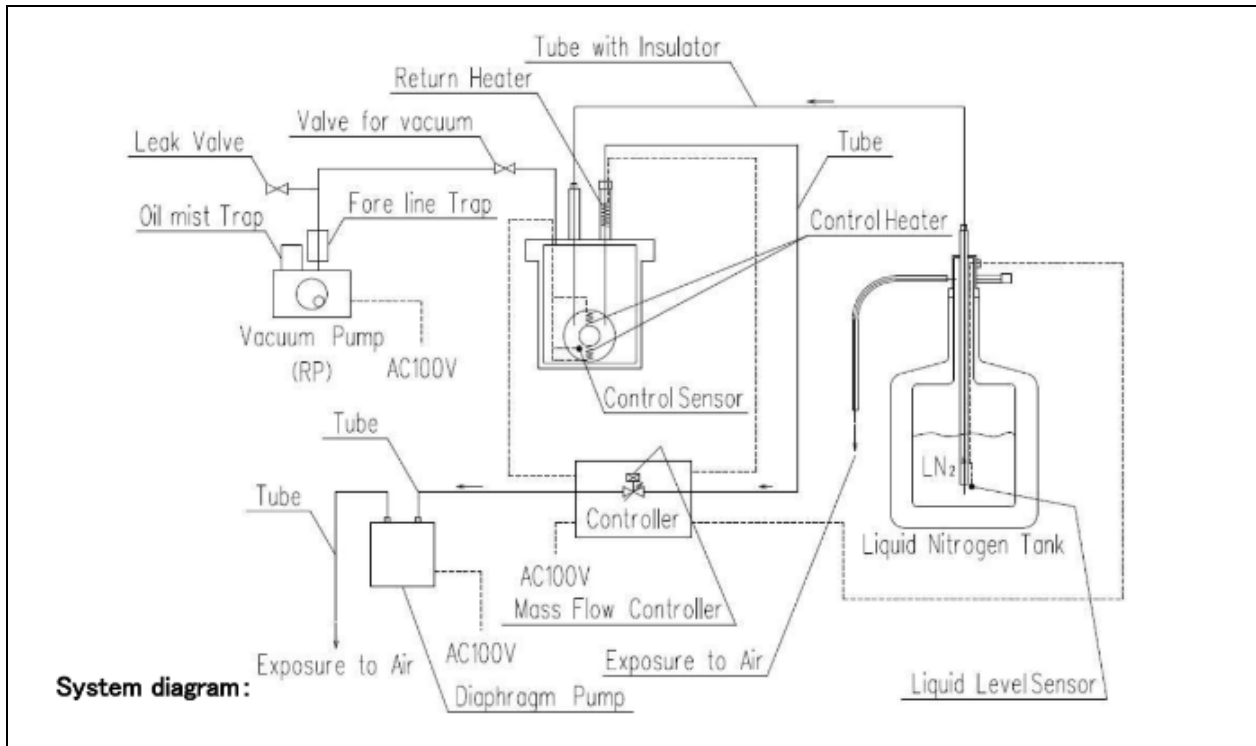 Tube with Insulator
Return Heater
Valve for vacuum
Leak Valve
Tube
Fore line Trap
Oil mist Trap
Control Heater
Vacuum Pump
(RP)
AC100V
Control Sensor
Tube
LN₂
Tube
Controller
Liquid Nitrogen Tank
AC100V
Mass Flow Controller
AC100V
Exposure to Air
Exposure to Air
Liquid Level Sensor
System diagram:
Diaphragm Pump